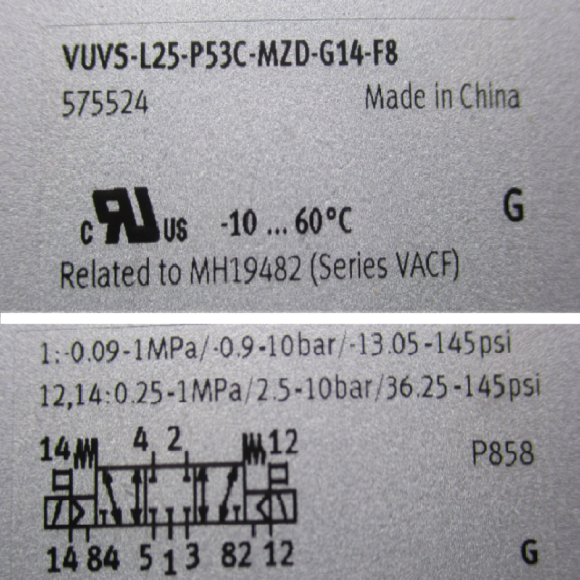 VUVS-L25-P53C-MZD-G14-F8
575524 Made in China
c RU US -10 ... 60°C G
Related to MH19482 (Series VACF)
1:-0.09-1MPa/-0.9-10bar/-13.05-145psi
12,14:0.25-1MPa/2.5-10bar/36.25-145psi
14 4 2 12 P858
14 84 5 1 3 82 12 G